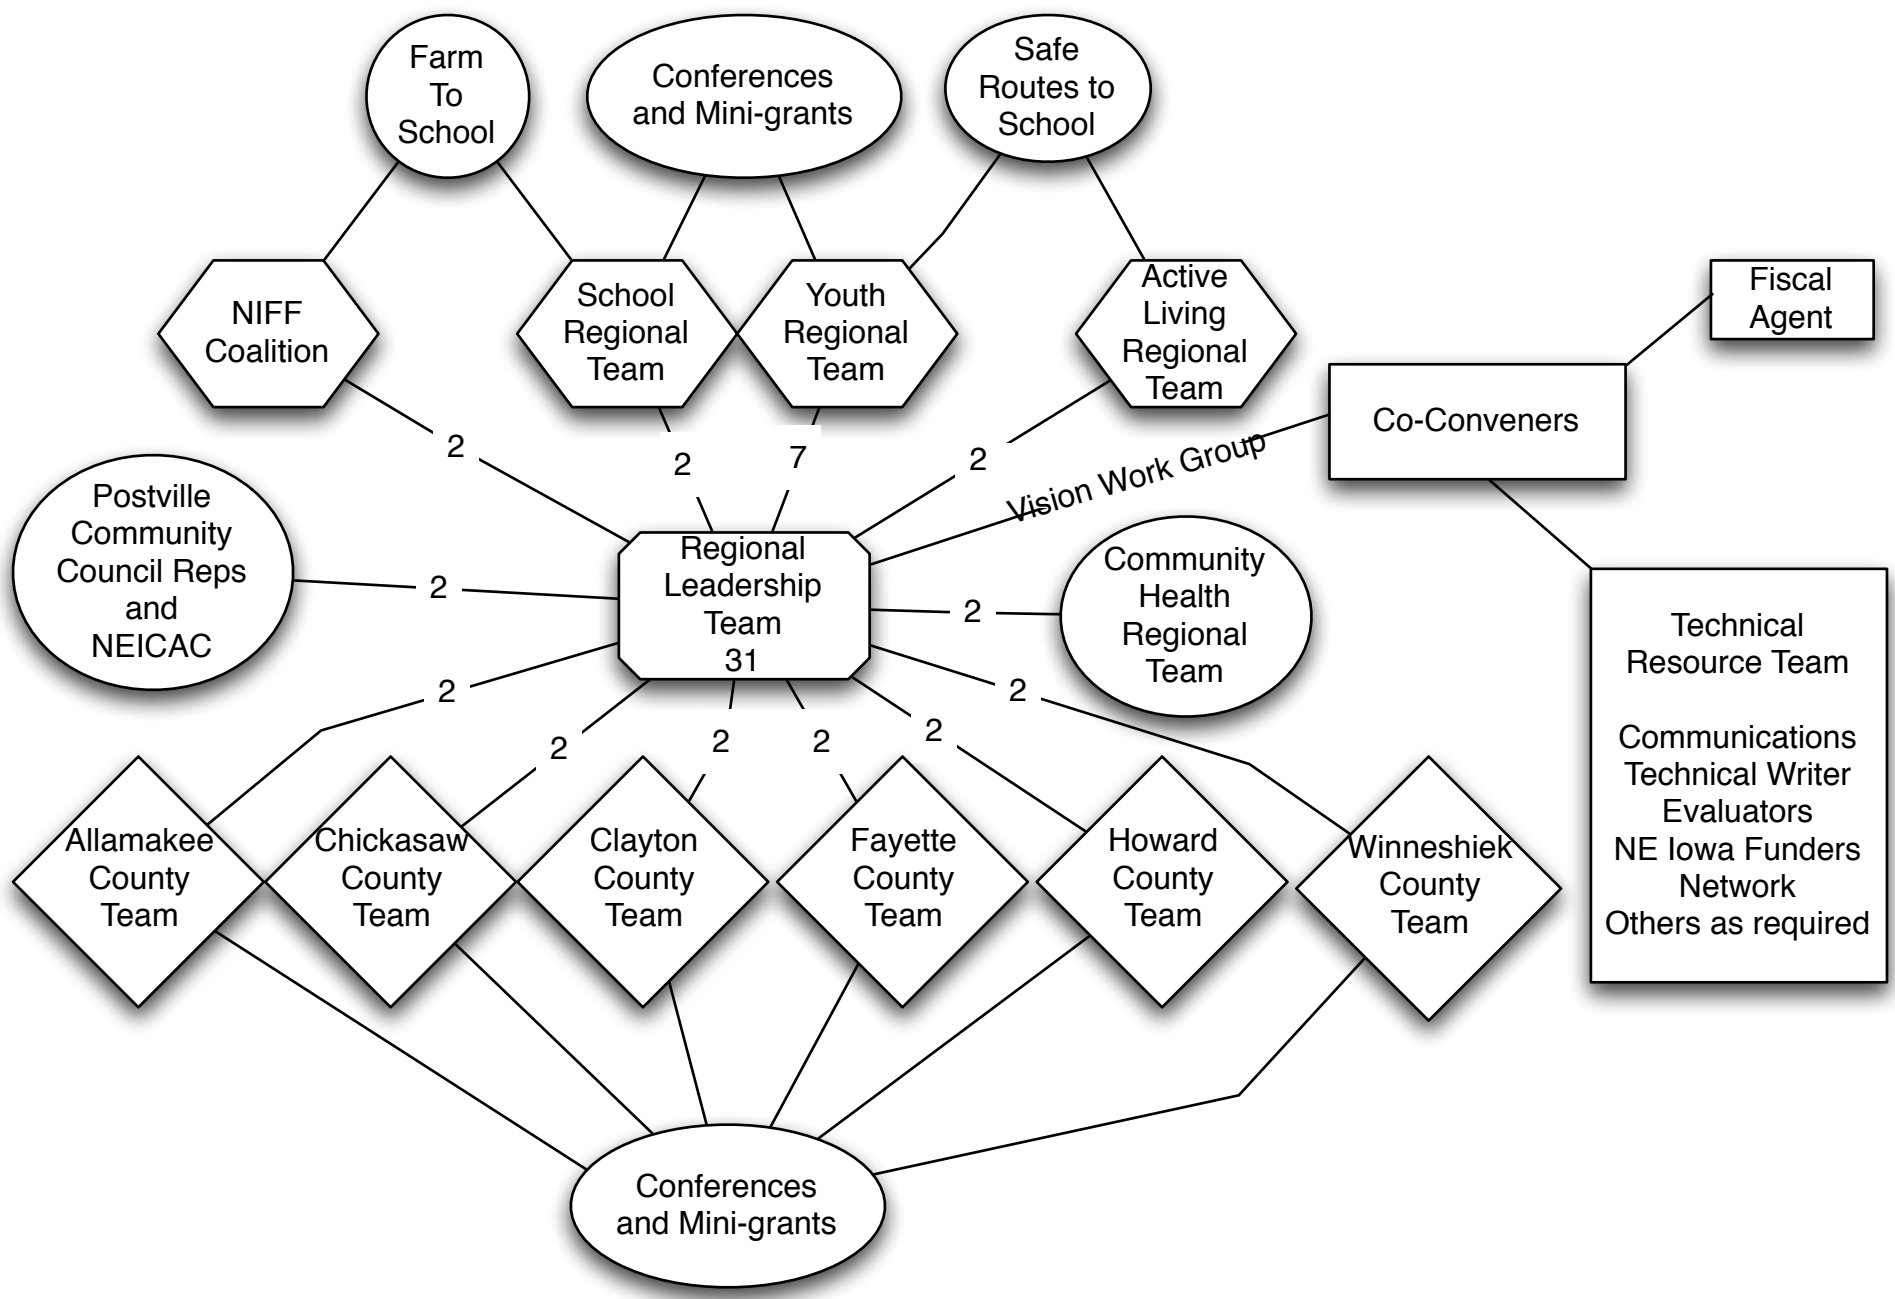 Farm
To
School
Conferences
and Mini-grants
Safe
Routes to
School
NIFF
Coalition
School
Regional
Team
Youth
Regional
Team
Active
Living
Regional
Team
Fiscal
Agent
Co-Conveners
2
2
7
2
Vision Work Group
Postville
Community
Council Reps
and
NEICAC
2
Regional
Leadership
Team
31
2
Community
Health
Regional
Team
Technical
Resource Team
Communications
Technical Writer
Evaluators
NE Iowa Funders
Network
Others as required
2
2
2
2
2
2
Allamakee
County
Team
Chickasaw
County
Team
Clayton
County
Team
Fayette
County
Team
Howard
County
Team
Winneshiek
County
Team
Conferences
and Mini-grants